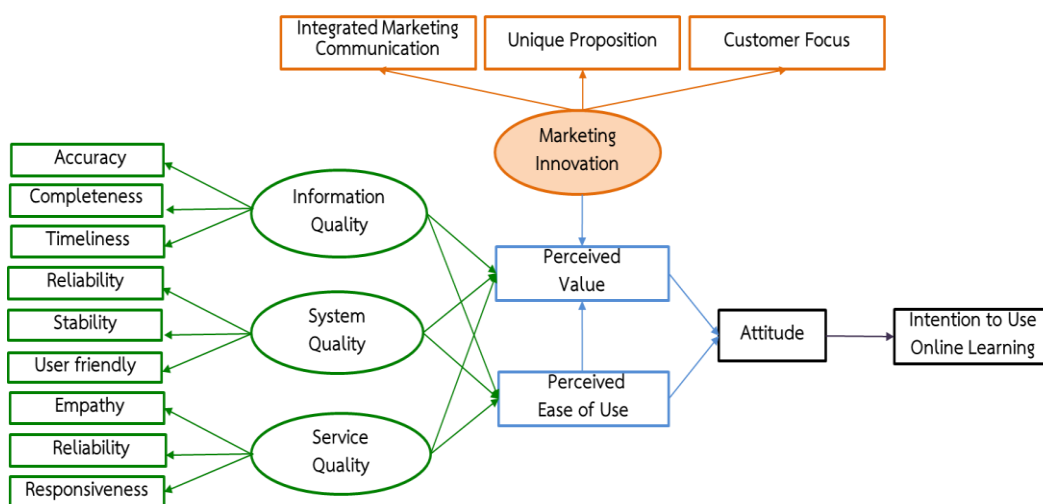 Integrated Marketing
Communication
Unique Proposition
Customer Focus
Marketing
Innovation
Accuracy
Completeness
Timeliness
Information
Quality
Reliability
Stability
User friendly
System
Quality
Empathy
Reliability
Responsiveness
Service
Quality
Perceived
Value
Perceived
Ease of Use
Attitude
Intention to Use
Online Learning